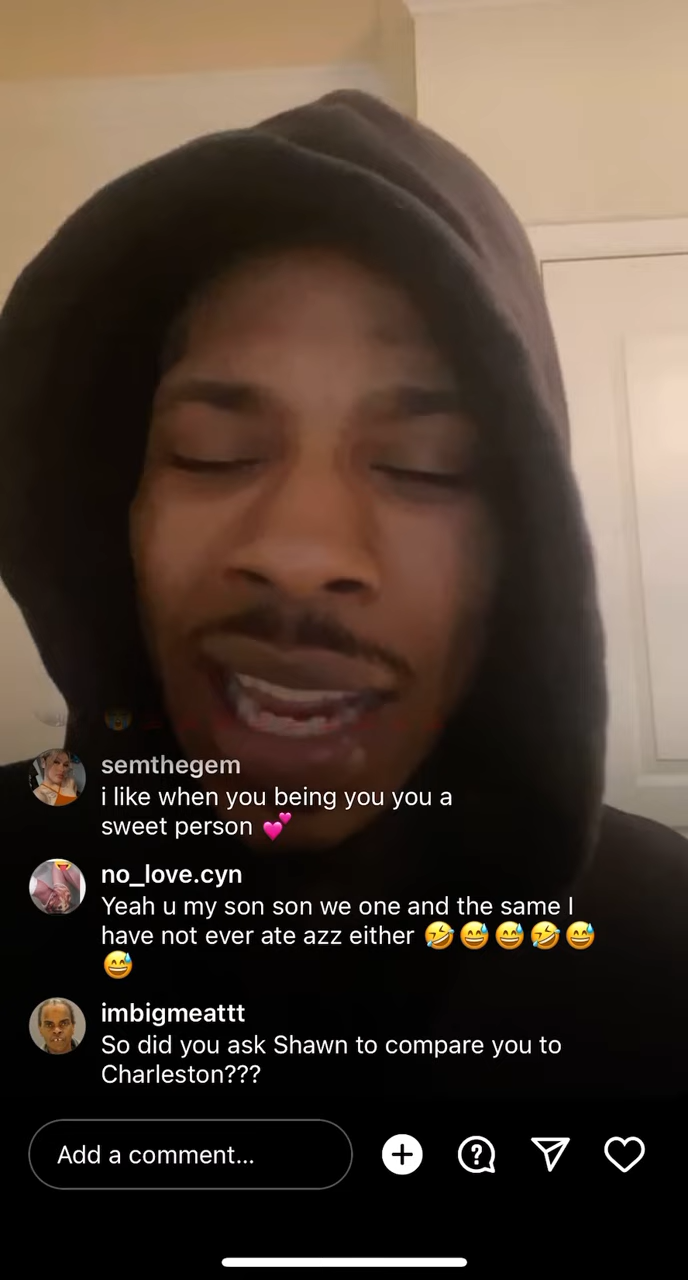 semthegem
i like when you being you you a
sweet person 💕
no_love.cyn
Yeah u my son son we one and the same I
have not ever ate azz either 🤣😅😅🤣😅
😅
imbigmeattt
So did you ask Shawn to compare you to
Charleston???
Add a comment...